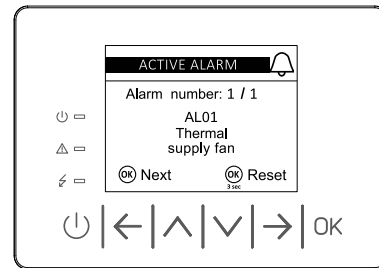 ACTIVE ALARM
Alarm number: 1 / 1
AL01
Thermal
supply fan
OK Next OK Reset
3 sec
OK